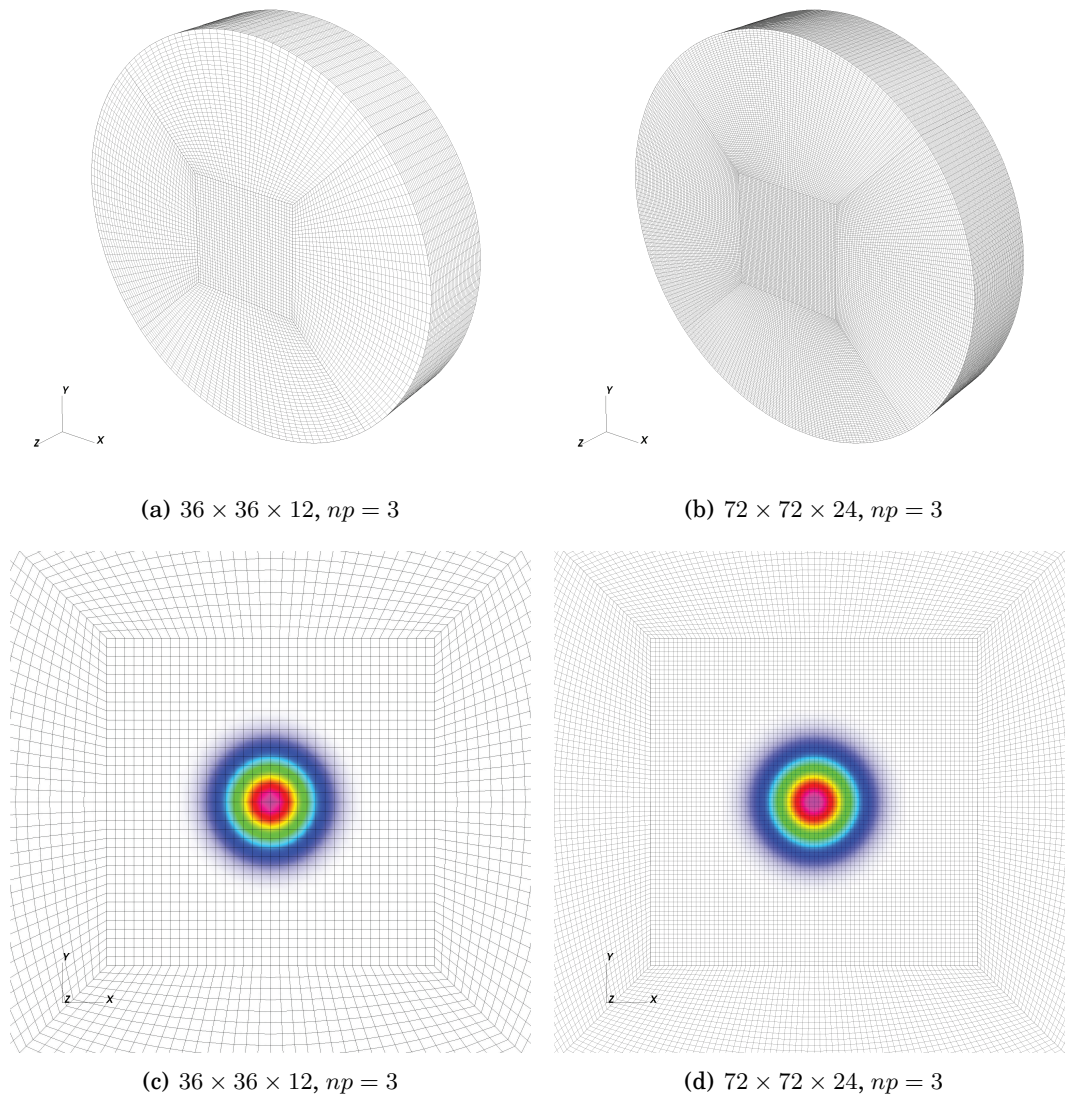 Y
Z X
Y
Z X
(a) 36 × 36 × 12, np = 3
(b) 72 × 72 × 24, np = 3
Y
Z X
Y
Z X
(c) 36 × 36 × 12, np = 3
(d) 72 × 72 × 24, np = 3